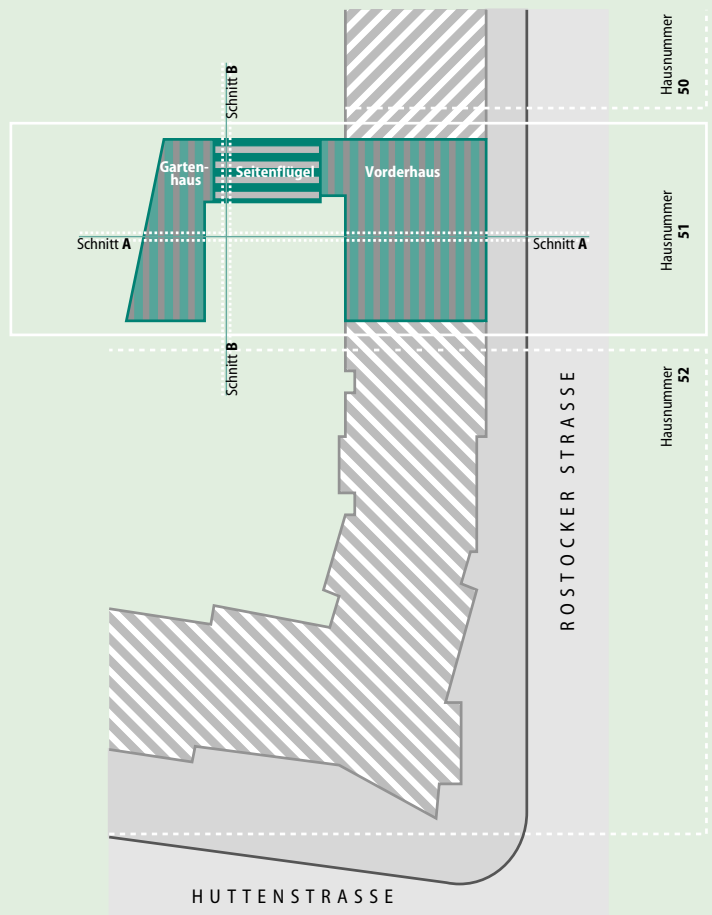 Hausnummer
50
Schnitt B
Garten-
haus
Seitenflügel
Vorderhaus
Schnitt A
Schnitt A
Hausnummer
51
Schnitt B
Hausnummer
52
ROSTOCKER STRASSE
HUTTENSTRASSE